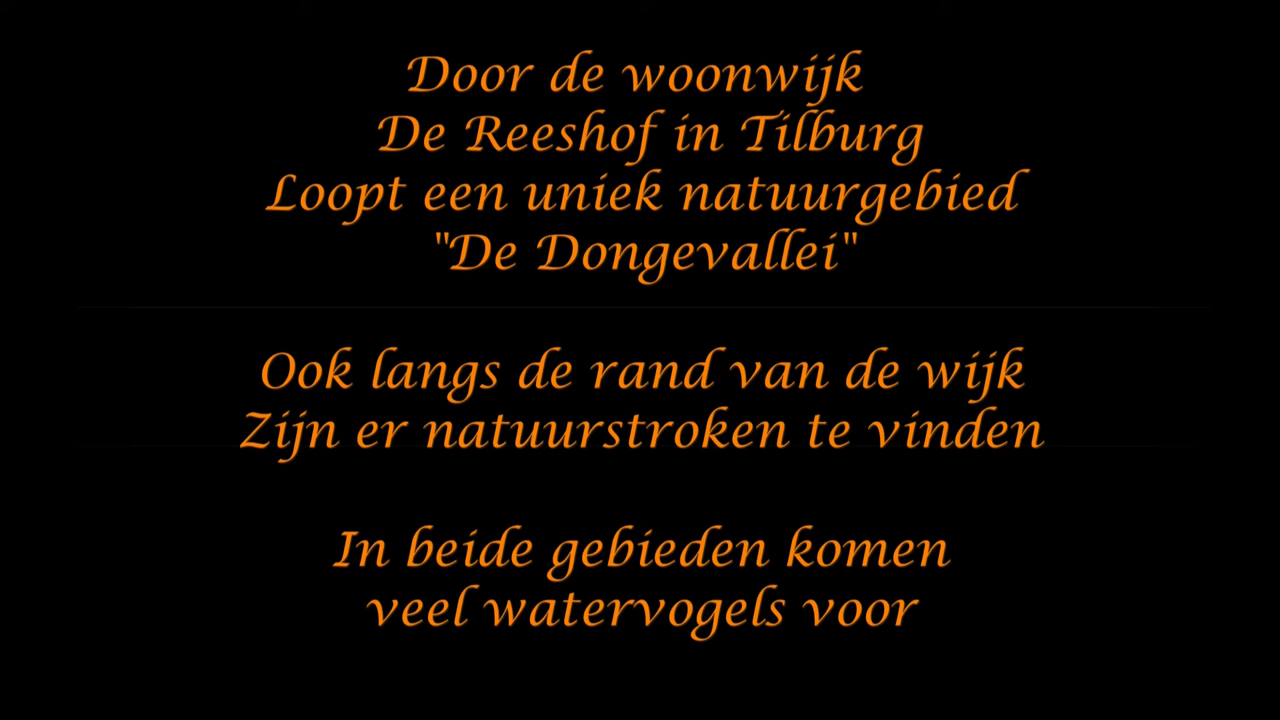 Door de woonwijk
De Reeshof in Tilburg
Loopt een uniek natuurgebied
"De Dongevallei"
Ook langs de rand van de wijk
Zijn er natuurstroken te vinden
In beide gebieden komen
veel watervogels voor